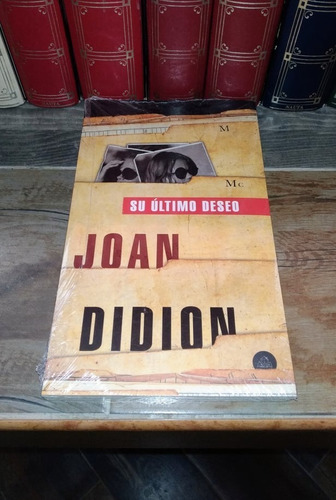 M
Mc
SU ÚLTIMO DESEO
JOAN
DIDION